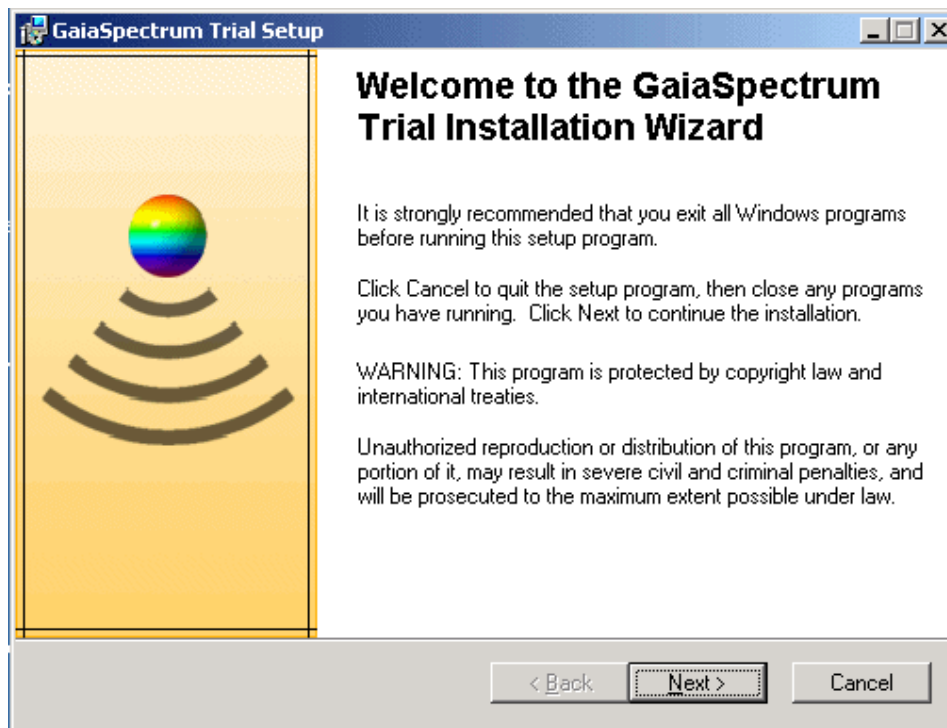 GaiaSpectrum Trial Setup
Welcome to the GaiaSpectrum
Trial Installation Wizard
It is strongly recommended that you exit all Windows programs
before running this setup program.
Click Cancel to quit the setup program, then close any programs
you have running.  Click Next to continue the installation.
WARNING: This program is protected by copyright law and
international treaties.
Unauthorized reproduction or distribution of this program, or any
portion of it, may result in severe civil and criminal penalties, and
will be prosecuted to the maximum extent possible under law.
< Back Next > Cancel